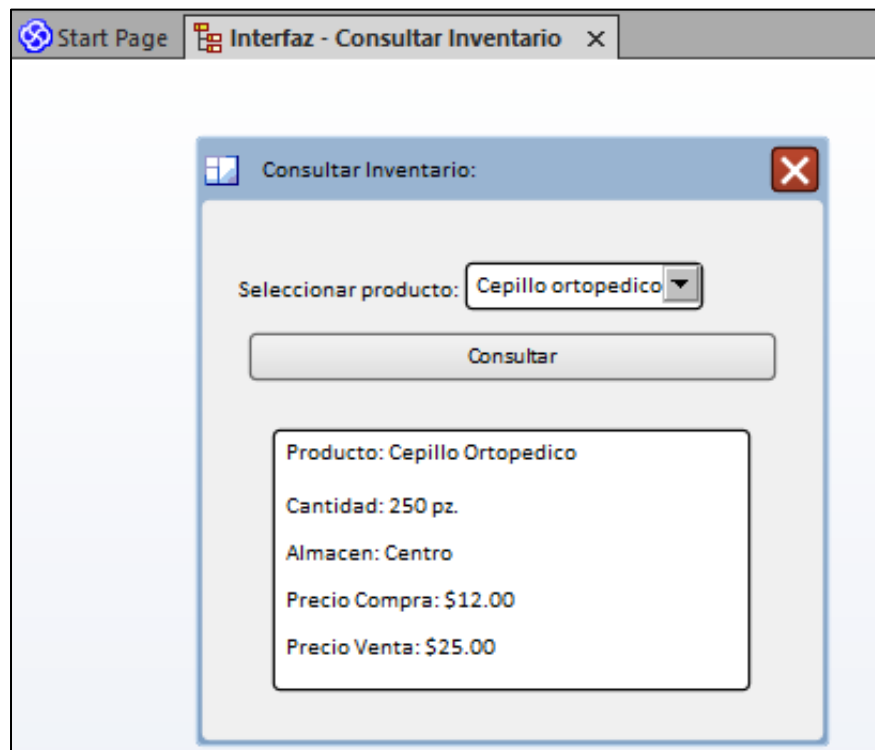 Start Page
Interfaz - Consultar Inventario
Consultar Inventario:
Seleccionar producto: Cepillo ortopedico
Consultar
Producto: Cepillo Ortopedico
Cantidad: 250 pz.
Almacen: Centro
Precio Compra: $12.00
Precio Venta: $25.00